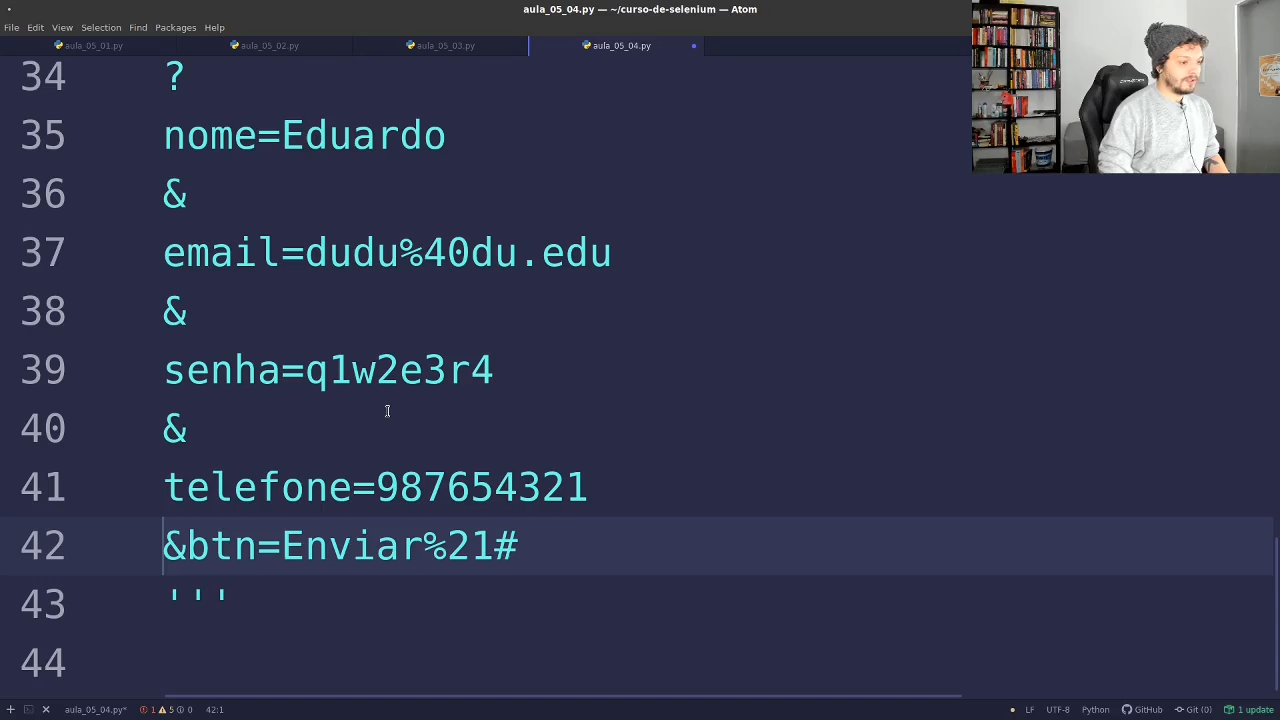 aula_05_04.py — ~/curso-de-selenium — Atom
File Edit View Find Packages Help
aula_05_01.py aula_05_02.py aula_05_03.py aula_05_04.py
34 ?
35 nome=Eduardo
36 &
37 email=dudu%40du.edu
38 &
39 senha=q1w2e3r4
40 &
41 telefone=987654321
42 &btn=Enviar%21#
43 '''
44
aula_05_04.py* 1 5 0 42:1 LF UTF-8 Python GitHub Git (0) 1 update